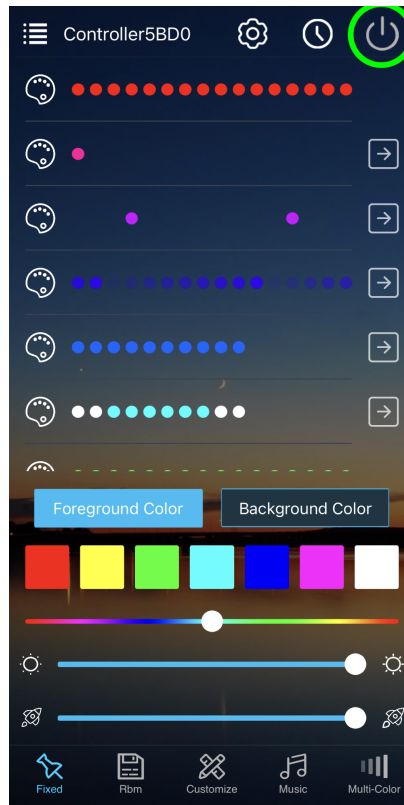 Controller5BD0
Foreground Color
Background Color
Fixed
Rbm
Customize
Music
Multi-Color